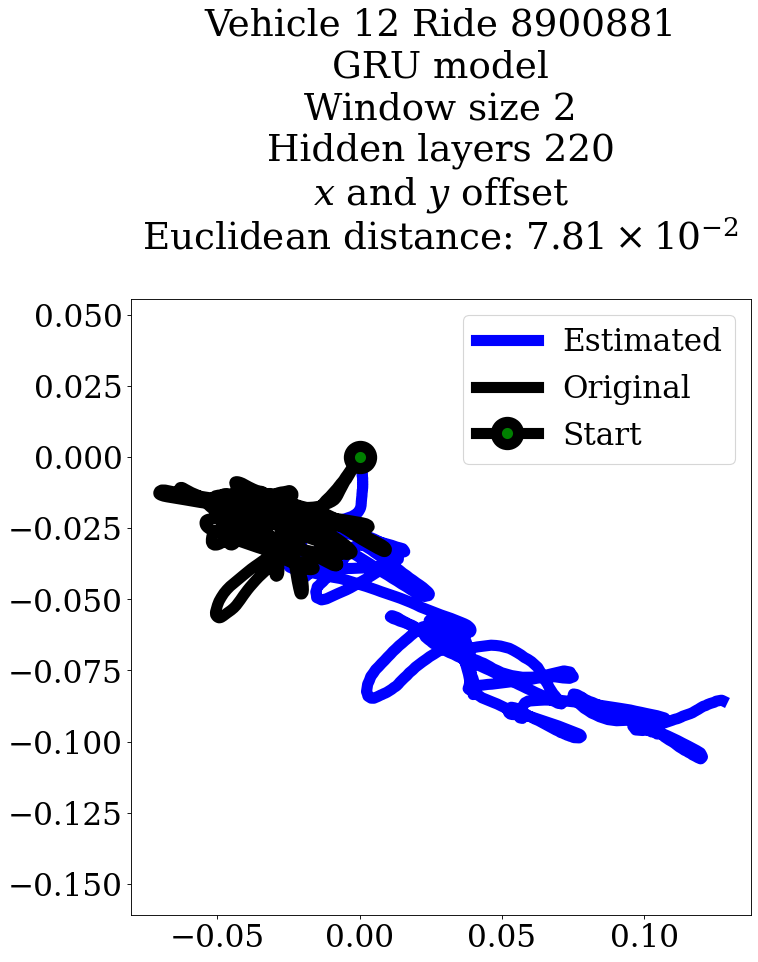 Vehicle 12 Ride 8900881
GRU model
Window size 2
Hidden layers 220
x and y offset
Euclidean distance: 7.81 × 10⁻²
0.050
0.025
0.000
−0.025
−0.050
−0.075
−0.100
−0.125
−0.150
Estimated
Original
Start
−0.05
0.00
0.05
0.10